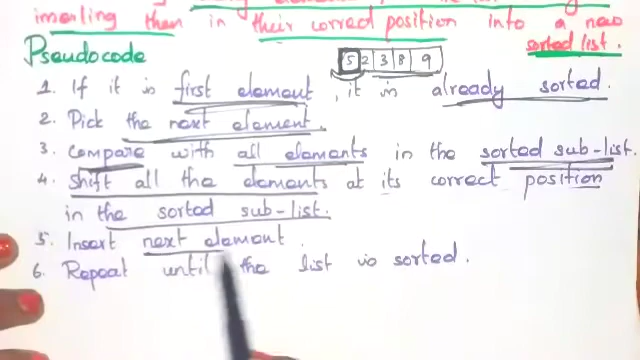 inserting them in their correct position into a new
sorted list.
Pseudocode
5 2 3 8 9
1. If it is first element, it is already sorted.
2. Pick the next element.
3. Compare with all elements in the sorted sub-list.
4. Shift all the elements at its correct position
in the sorted sub-list.
5. Insert next element.
6. Repeat until the list is sorted.